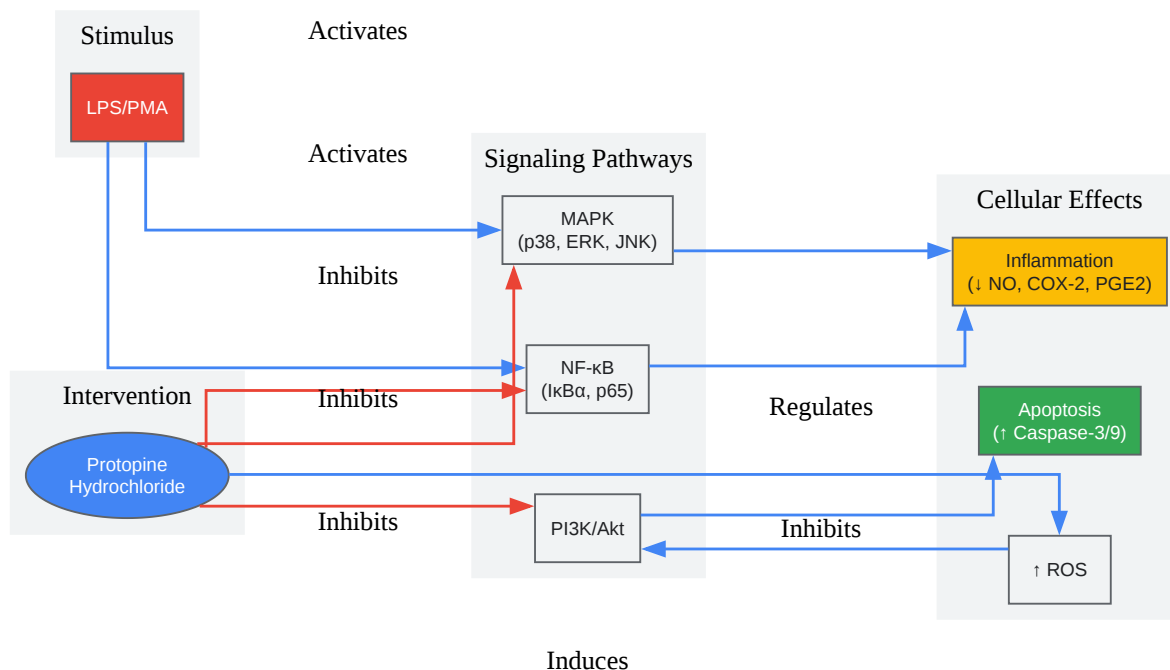 Stimulus
Activates
LPS/PMA
Activates
Signaling Pathways
MAPK
(p38, ERK, JNK)
Cellular Effects
Inflammation
(↓ NO, COX-2, PGE2)
Inhibits
NF-κB
(IκBα, p65)
Intervention
Inhibits
Regulates
Apoptosis
(↑ Caspase-3/9)
Protopine
Hydrochloride
Inhibits
PI3K/Akt
Inhibits
↑ ROS
Induces